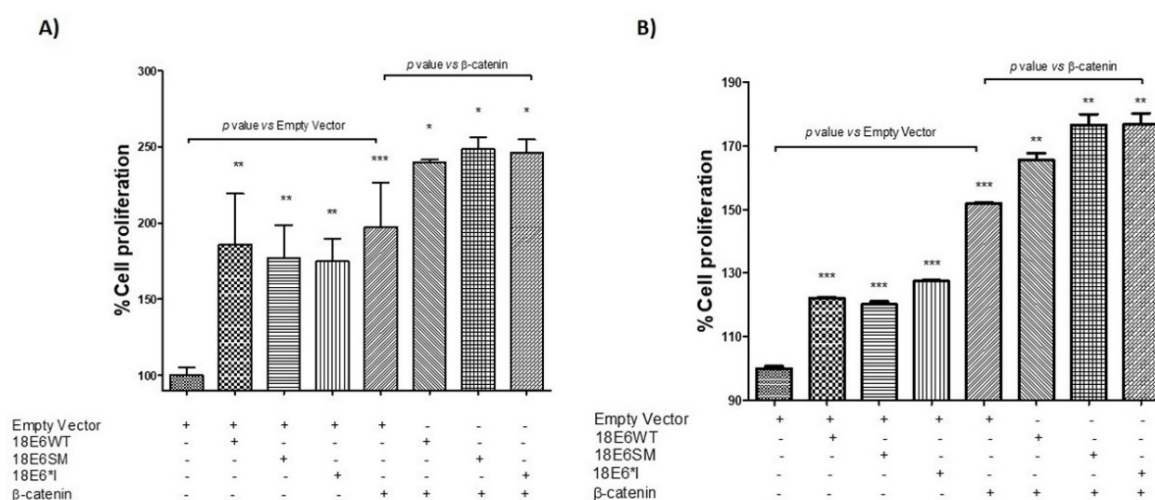 A)
300
250
200
150
100
% Cell proliferation
p value vs β-catenin
p value vs Empty Vector
** ** ** *** * * *
Empty Vector + + + + + - - -
18E6WT - + - - - + - -
18E6SM - - + - - - + -
18E6*I - - - + - - - +
β-catenin - - - - + + + +
B)
190
170
150
130
110
90
% Cell proliferation
p value vs β-catenin
p value vs Empty Vector
*** *** *** *** ** ** **
Empty Vector + + + + + - - -
18E6WT - + - - - + - -
18E6SM - - + - - - + -
18E6*I - - - + - - - +
β-catenin - - - - + + + +